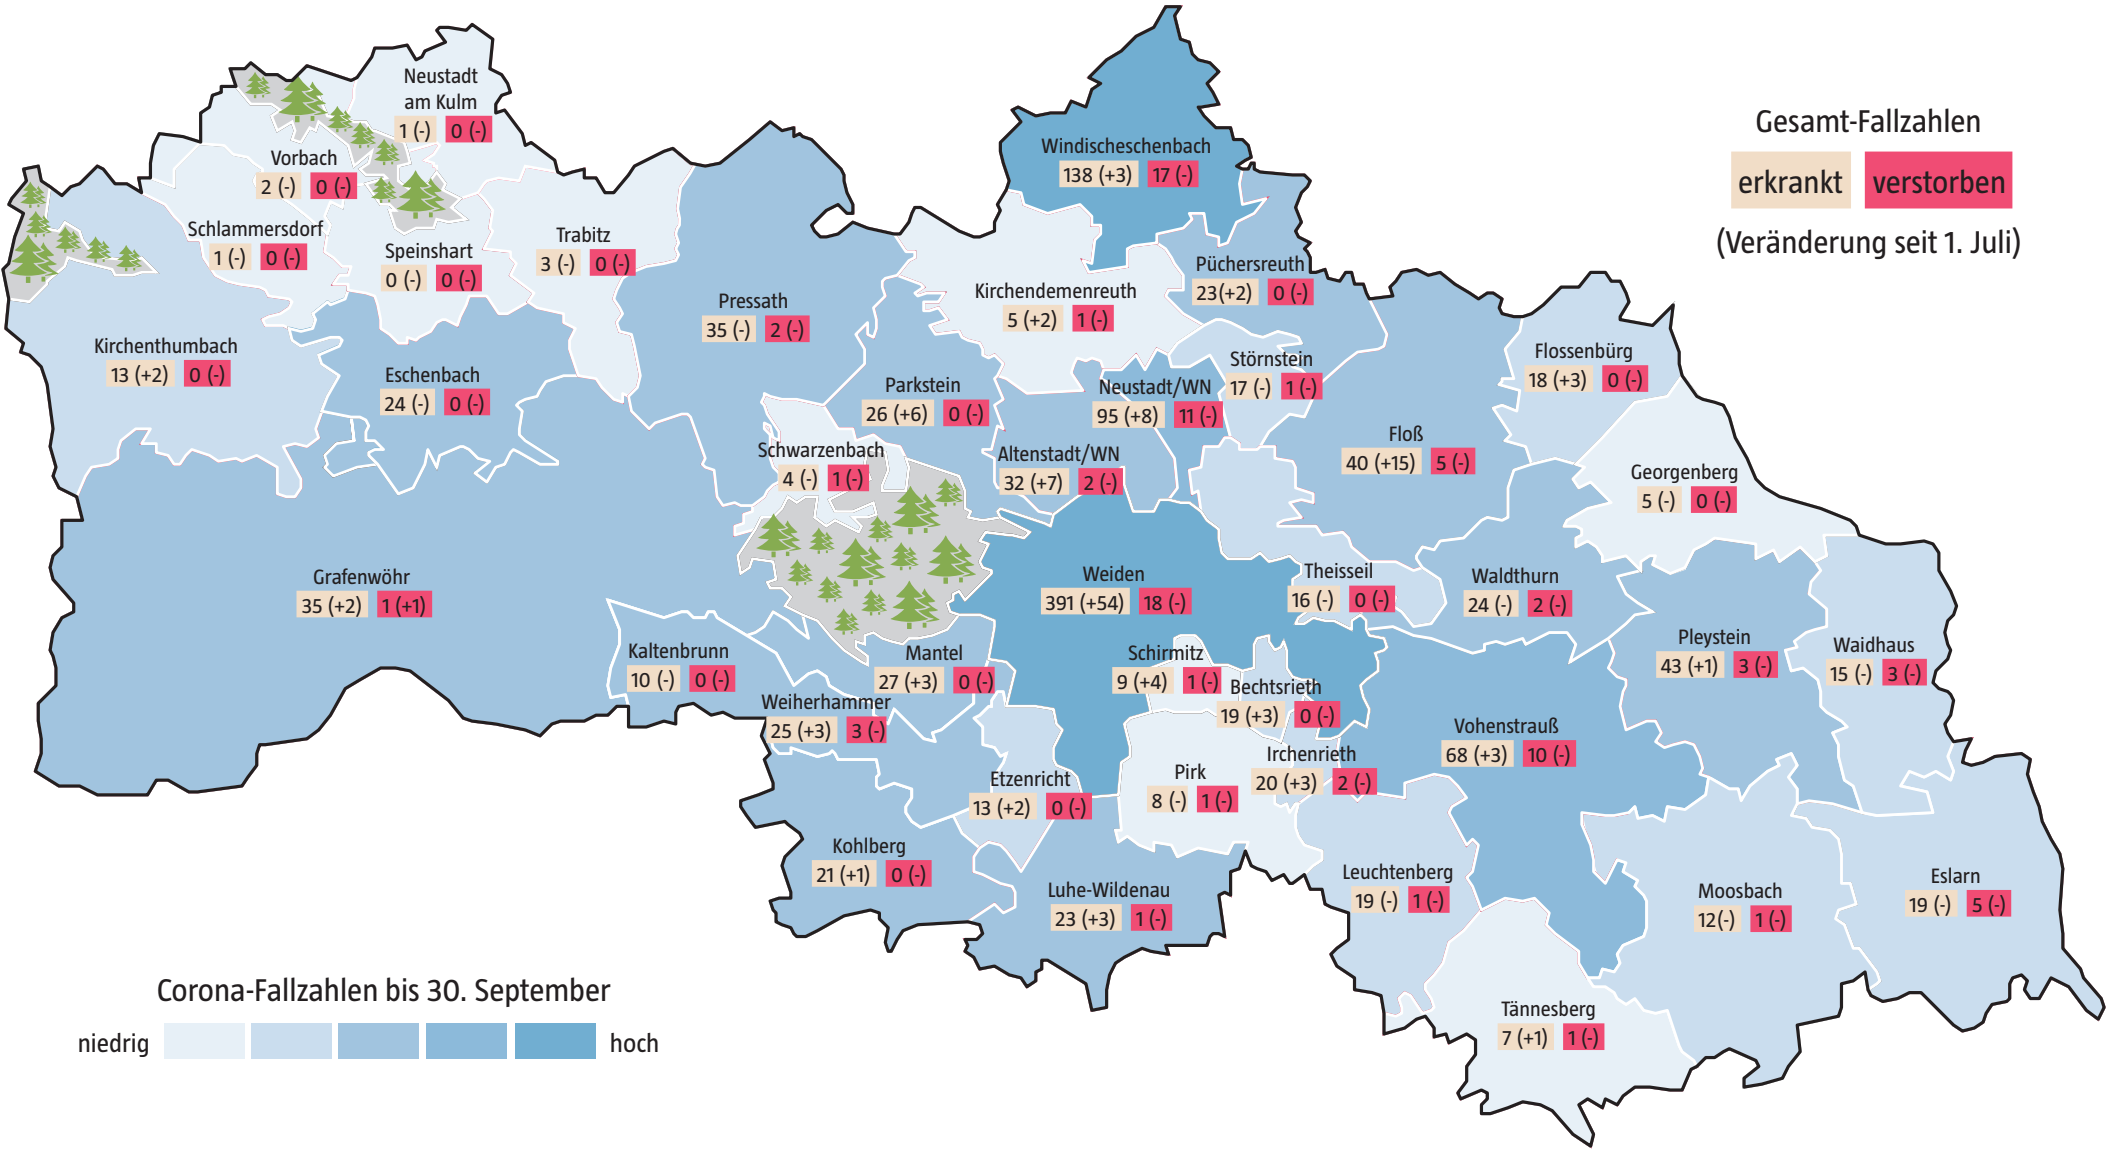 Neustadt
am Kulm
1 (-) 0 (-)
Vorbach
2 (-) 0 (-)
Schlammersdorf
1 (-) 0 (-)
Speinshart
0 (-) 0 (-)
Trabitz
3 (-) 0 (-)
Windischeschenbach
138 (+3) 17 (-)
Gesamt-Fallzahlen
erkrankt verstorben
(Veränderung seit 1. Juli)
Püchersreuth
23(+2) 0 (-)
Kirchendemenreuth
5 (+2) 1 (-)
Pressath
35 (-) 2 (-)
Kirchenthumbach
13 (+2) 0 (-)
Eschenbach
24 (-) 0 (-)
Parkstein
26 (+6) 0 (-)
Neustadt/WN
95 (+8) 11 (-)
Störnstein
17 (-) 1 (-)
Flossenbürg
18 (+3) 0 (-)
Schwarzenbach
4 (-) 1 (-)
Altenstadt/WN
32 (+7) 2 (-)
Floß
40 (+15) 5 (-)
Georgenberg
5 (-) 0 (-)
Grafenwöhr
35 (+2) 1 (+1)
Weiden
391 (+54) 18 (-)
Theisseil
16 (-) 0 (-)
Waldthurn
24 (-) 2 (-)
Kaltenbrunn
10 (-) 0 (-)
Mantel
27 (+3) 0 (-)
Schirmitz
9 (+4) 1 (-)
Pleystein
43 (+1) 3 (-)
Waidhaus
15 (-) 3 (-)
Weiherhammer
25 (+3) 3 (-)
Bechtsrieth
19 (+3) 0 (-)
Vohenstrauß
68 (+3) 10 (-)
Etzenricht
13 (+2) 0 (-)
Pirk
8 (-) 1 (-)
Irchenrieth
20 (+3) 2 (-)
Kohlberg
21 (+1) 0 (-)
Luhe-Wildenau
23 (+3) 1 (-)
Leuchtenberg
19 (-) 1 (-)
Moosbach
12(-) 1 (-)
Eslarn
19 (-) 5 (-)
Tännesberg
7 (+1) 1 (-)
Corona-Fallzahlen bis 30. September
niedrig hoch